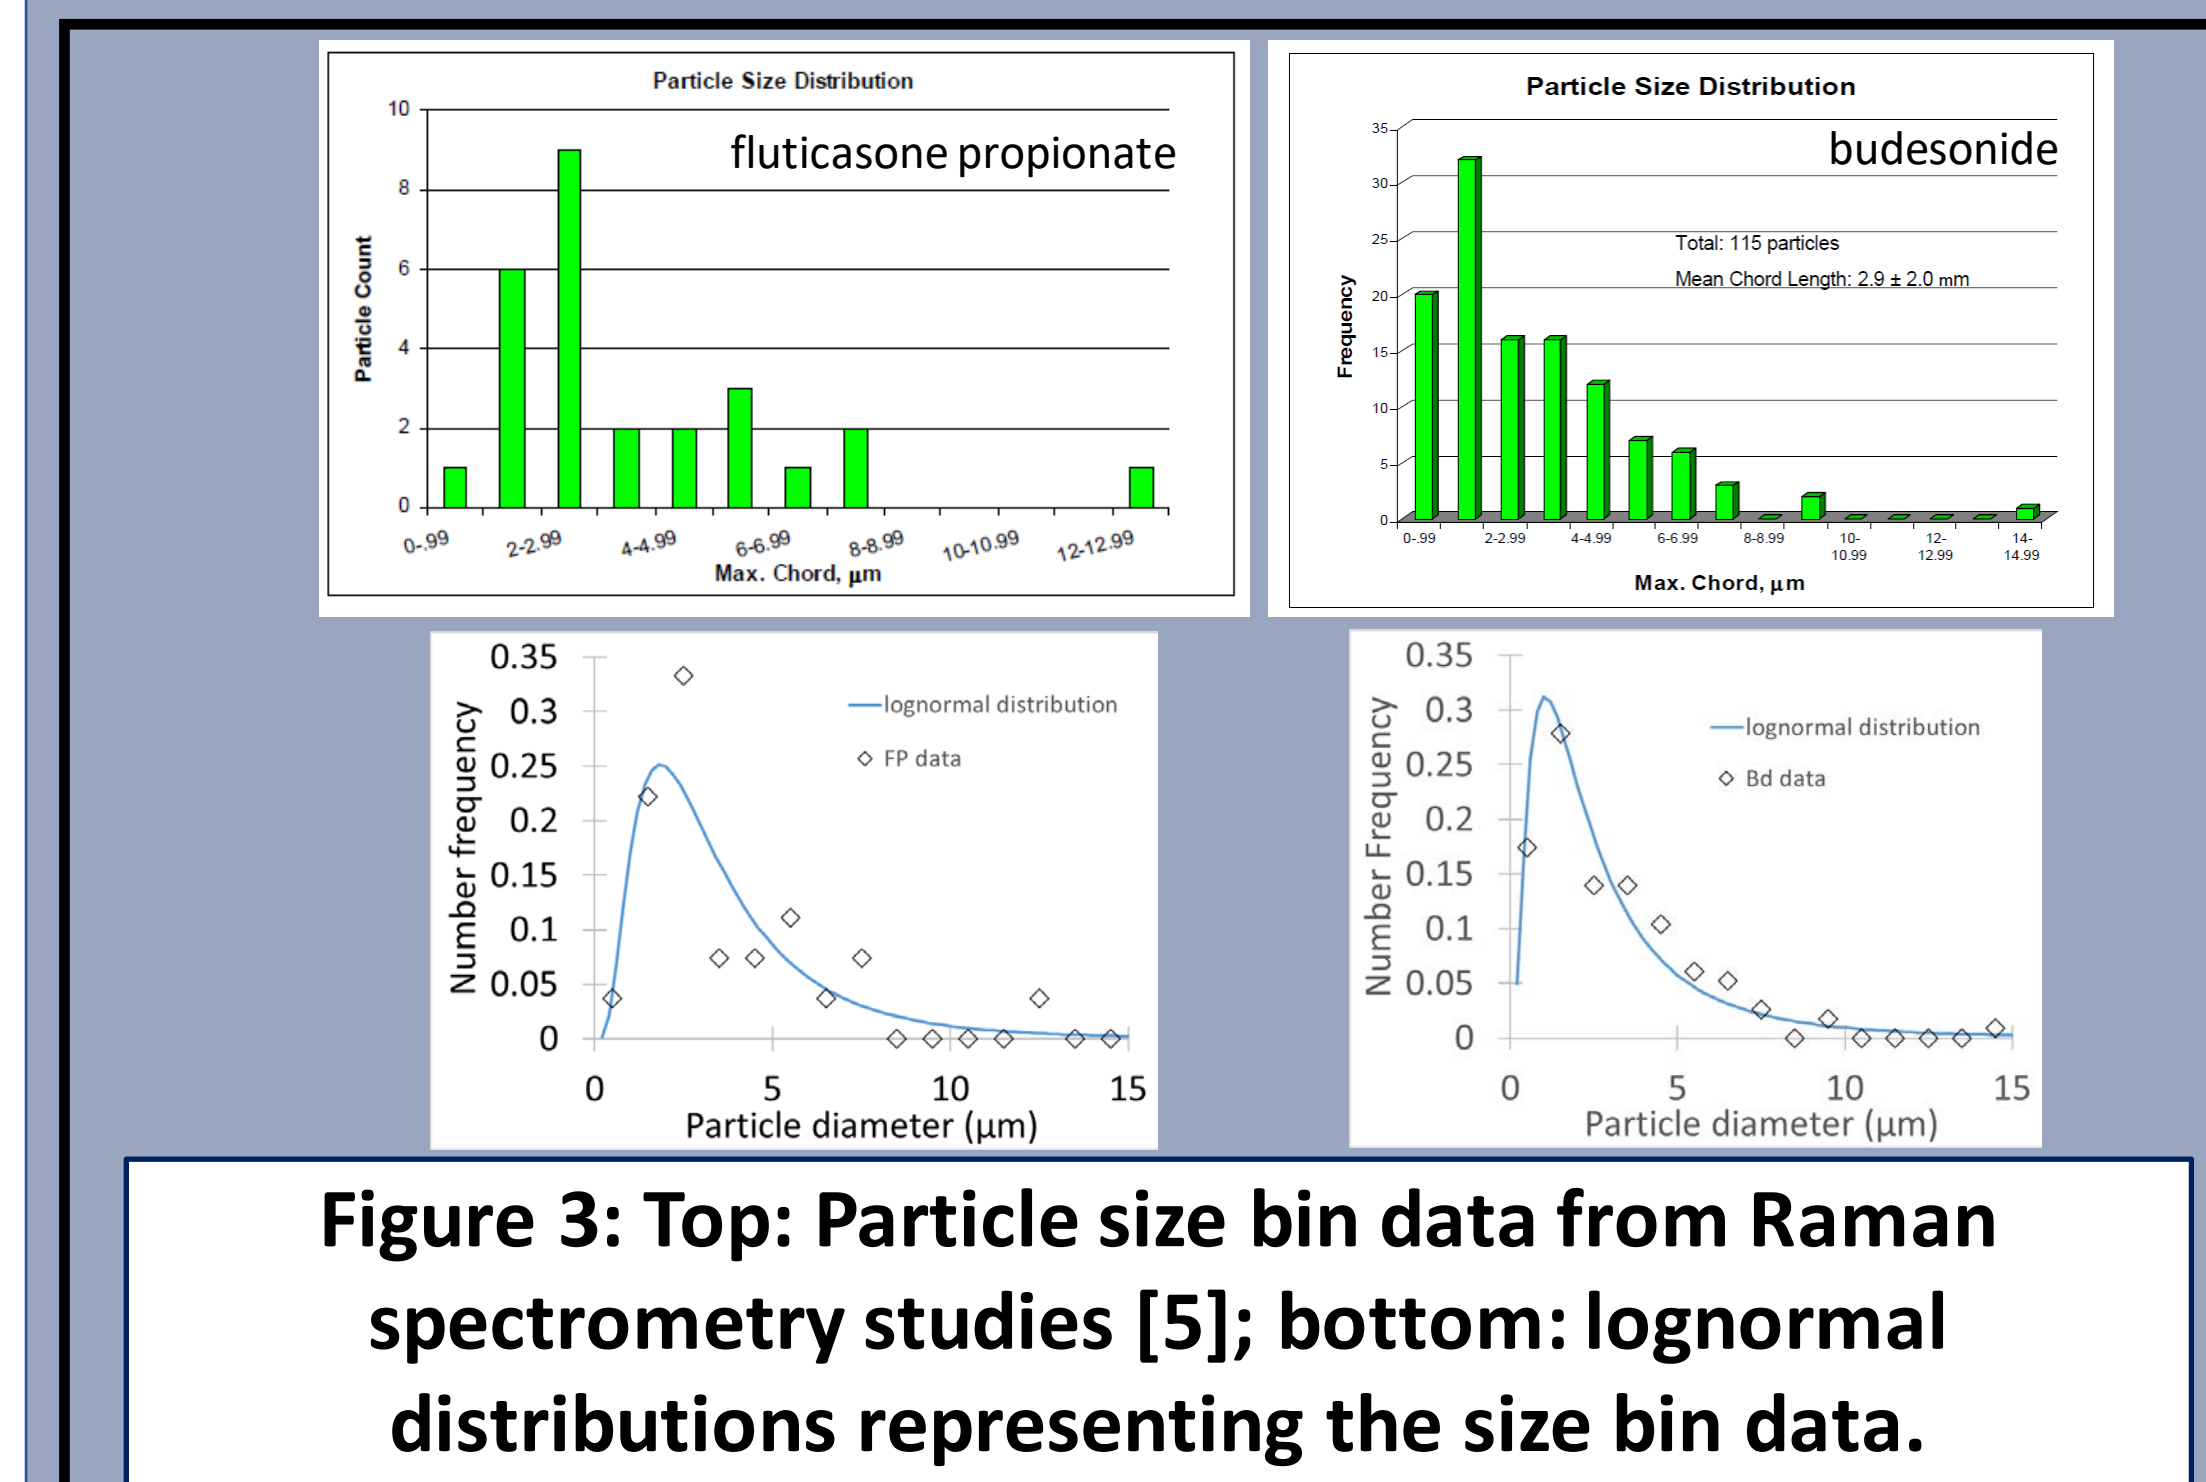 Particle Size Distribution
fluticasone propionate
10
8
6
4
2
0
Particle Count
0-.99
2-2.99
4-4.99
6-6.99
8-8.99
10-10.99
12-12.99
Max. Chord, μm
Particle Size Distribution
budesonide
35
30
25
20
15
10
5
0
Frequency
Total: 115 particles
Mean Chord Length: 2.9 ± 2.0 mm
0-.99
2-2.99
4-4.99
6-6.99
8-8.99
10-
10.99
12-
12.99
14-
14.99
Max. Chord, μm
0.35
0.3
0.25
0.2
0.15
0.1
0.05
0
Number frequency
lognormal distribution
FP data
0
5
10
15
Particle diameter (μm)
0.35
0.3
0.25
0.2
0.15
0.1
0.05
0
Number Frequency
lognormal distribution
Bd data
0
5
10
15
Particle diameter (μm)
Figure 3: Top: Particle size bin data from Raman
spectrometry studies [5]; bottom: lognormal
distributions representing the size bin data.